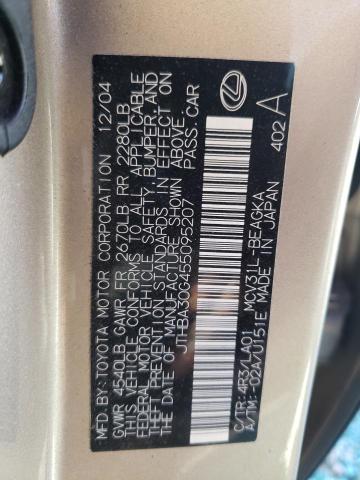 MFD. BY: TOYOTA MOTOR CORPORATION 12/04
GVWR 4540LB GAWR FR 2670LB RR 2280LB
THIS VEHICLE CONFORMS TO ALL APPLICABLE
FEDERAL MOTOR VEHICLE SAFETY, BUMPER, AND
THEFT PREVENTION STANDARDS IN EFFECT ON
THE DATE OF MANUFACTURE SHOWN ABOVE.
JTHBA30G455095207 PASS.CAR
C/TR: 4R3/LA01 MCV31L-BEAGKA
A/TM: -02A/U151E MADE IN JAPAN
402 A